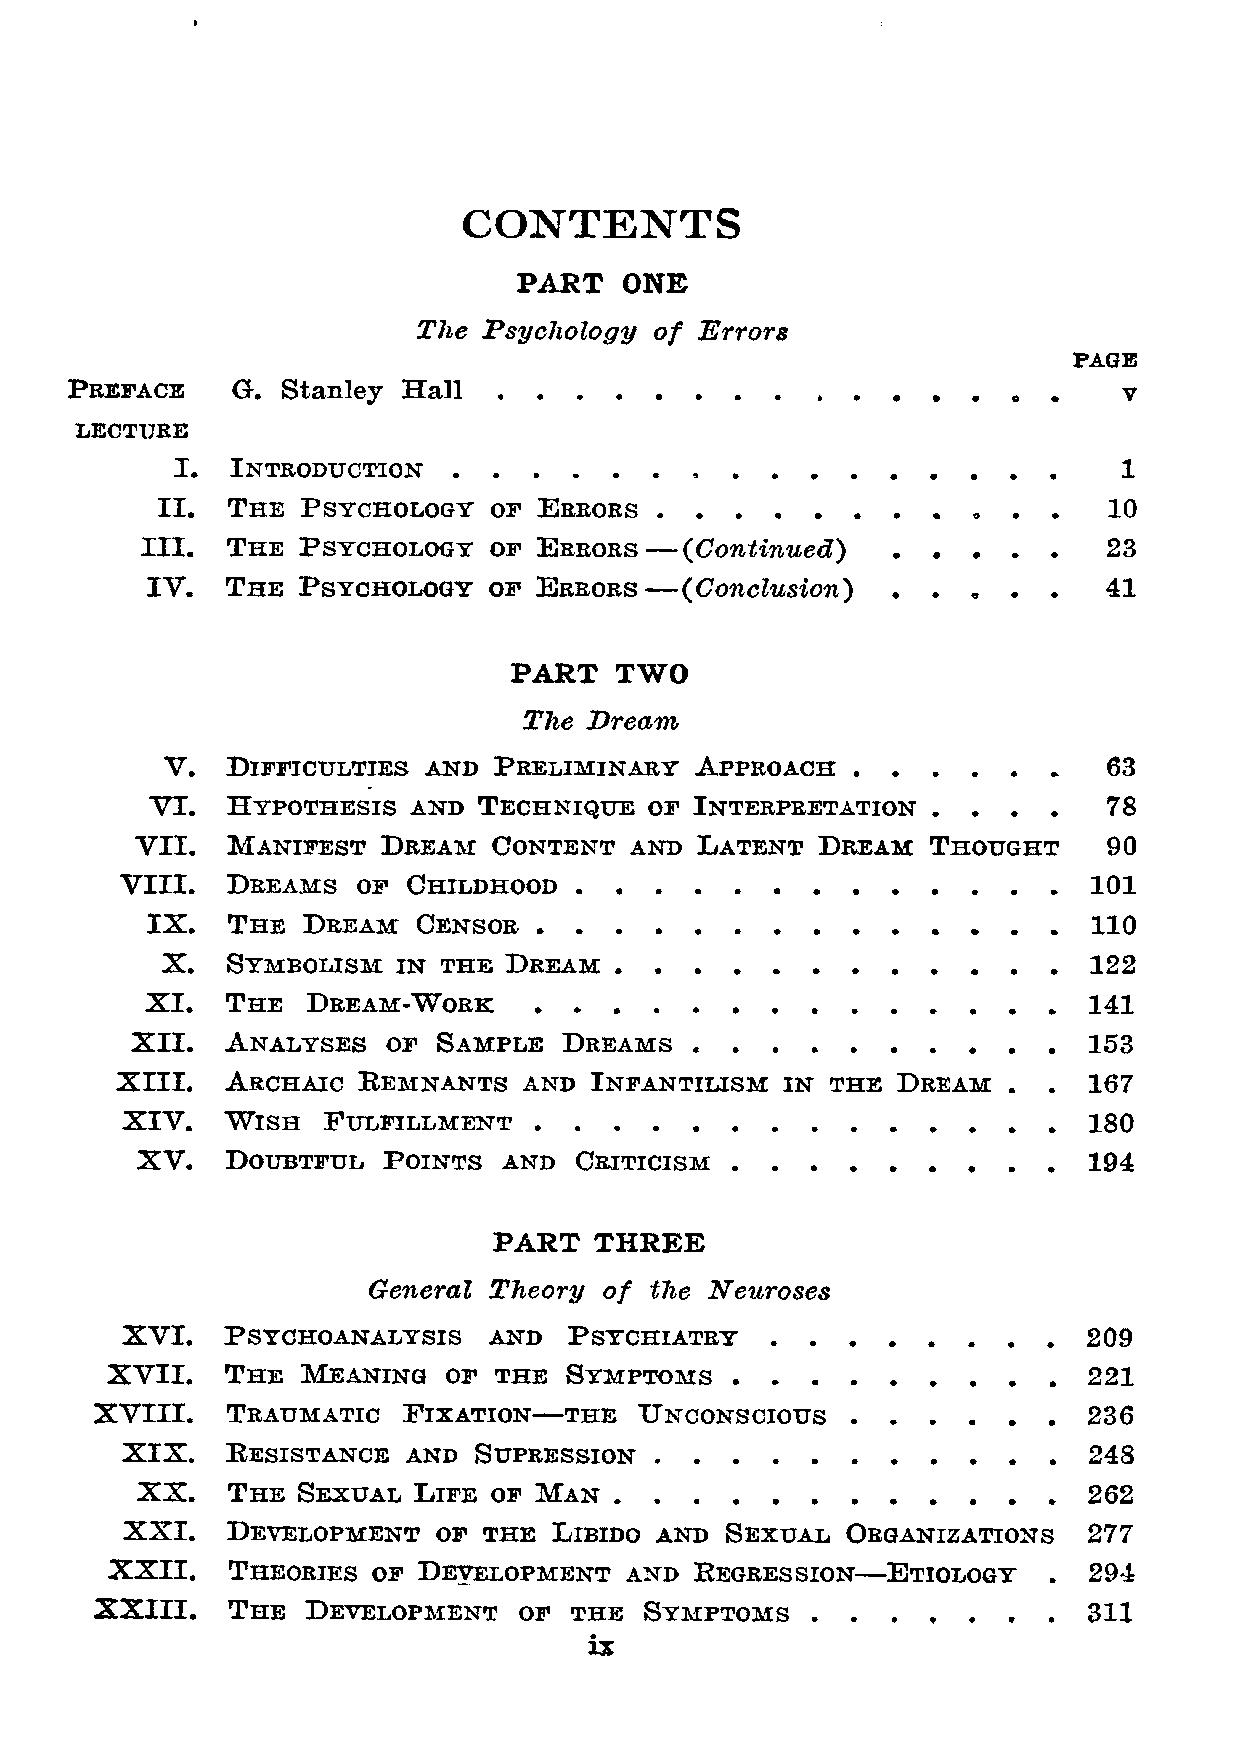 CONTENTS
PART ONE
The Psychology of Errors
PAGE
PREFACE G. Stanley Hall . . . . . . . . . . . . . . . v
LECTURE
I. INTRODUCTION . . . . . . . . . . . . . . . . 1
II. THE PSYCHOLOGY OF ERRORS . . . . . . . . . . . 10
III. THE PSYCHOLOGY OF ERRORS—(Continued) . . . . . 23
IV. THE PSYCHOLOGY OF ERRORS—(Conclusion) . . . . . 41
PART TWO
The Dream
V. DIFFICULTIES AND PRELIMINARY APPROACH . . . . . . 63
VI. HYPOTHESIS AND TECHNIQUE OF INTERPRETATION . . . . 78
VII. MANIFEST DREAM CONTENT AND LATENT DREAM THOUGHT 90
VIII. DREAMS OF CHILDHOOD . . . . . . . . . . . . . 101
IX. THE DREAM CENSOR . . . . . . . . . . . . . . 110
X. SYMBOLISM IN THE DREAM . . . . . . . . . . . . 122
XI. THE DREAM-WORK . . . . . . . . . . . . . . 141
XII. ANALYSES OF SAMPLE DREAMS . . . . . . . . . . 153
XIII. ARCHAIC REMNANTS AND INFANTILISM IN THE DREAM . . 167
XIV. WISH FULFILLMENT . . . . . . . . . . . . . . 180
XV. DOUBTFUL POINTS AND CRITICISM . . . . . . . . . 194
PART THREE
General Theory of the Neuroses
XVI. PSYCHOANALYSIS AND PSYCHIATRY . . . . . . . . 209
XVII. THE MEANING OF THE SYMPTOMS . . . . . . . . . 221
XVIII. TRAUMATIC FIXATION—THE UNCONSCIOUS . . . . . . 236
XIX. RESISTANCE AND SUPRESSION . . . . . . . . . . . 248
XX. THE SEXUAL LIFE OF MAN . . . . . . . . . . . . 262
XXI. DEVELOPMENT OF THE LIBIDO AND SEXUAL ORGANIZATIONS 277
XXII. THEORIES OF DEVELOPMENT AND REGRESSION—ETIOLOGY . 294
XXIII. THE DEVELOPMENT OF THE SYMPTOMS . . . . . . . 311
ix